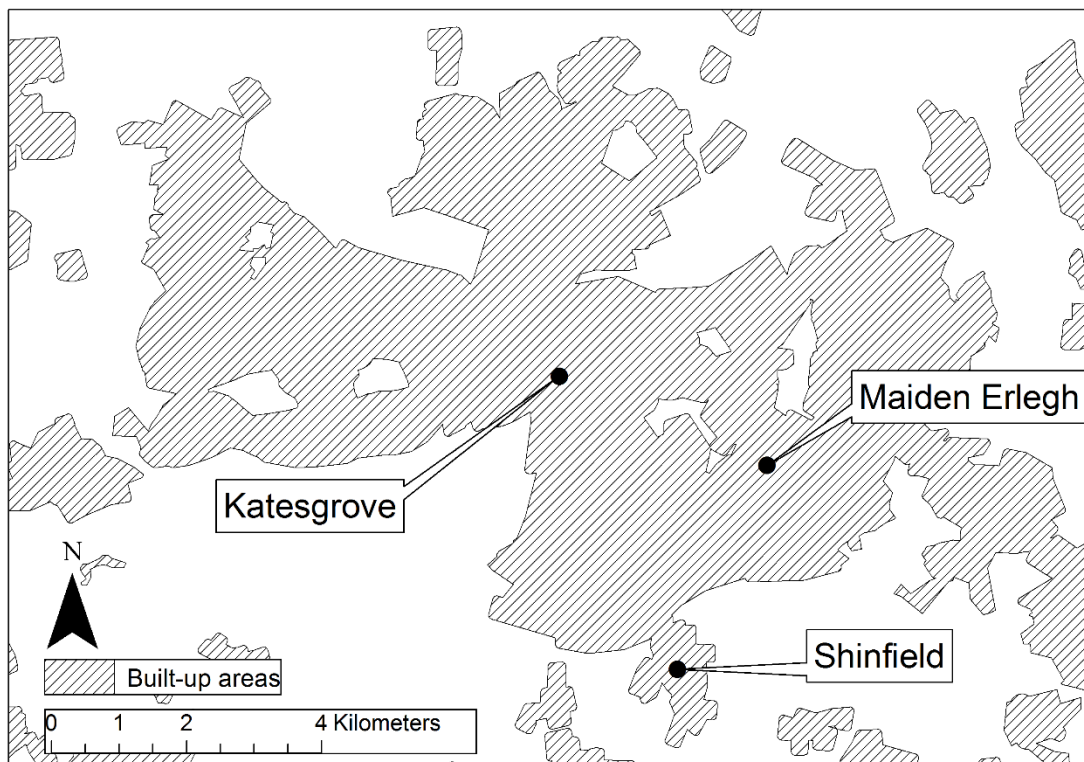 Maiden Erlegh
Katesgrove
N
Shinfield
Built-up areas
0 1 2 4 Kilometers